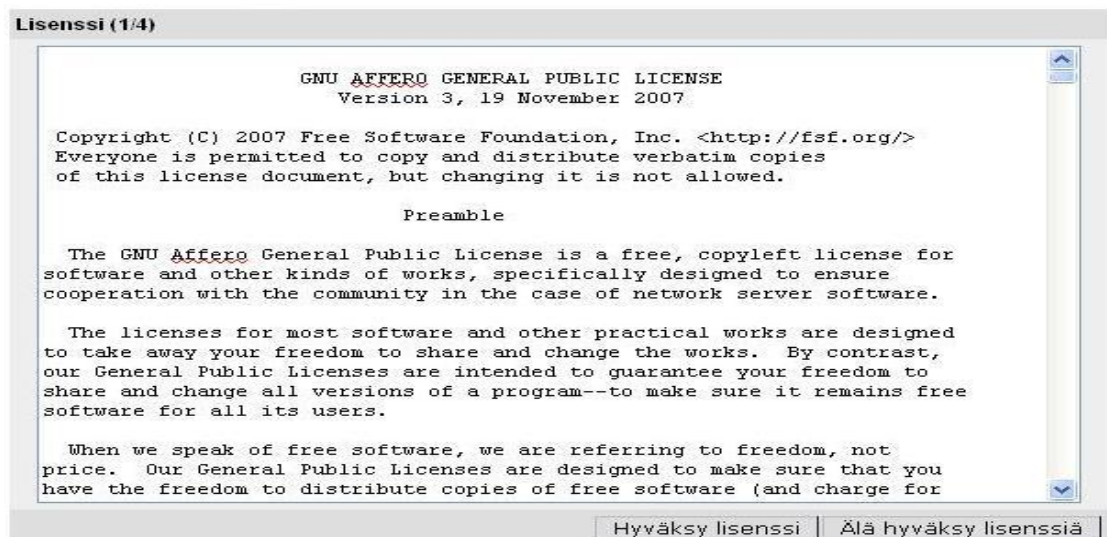 Lisenssi (1/4)
GNU AFFERO GENERAL PUBLIC LICENSE
Version 3, 19 November 2007
Copyright (C) 2007 Free Software Foundation, Inc. <http://fsf.org/>
Everyone is permitted to copy and distribute verbatim copies
of this license document, but changing it is not allowed.
Preamble
The GNU Affero General Public License is a free, copyleft license for
software and other kinds of works, specifically designed to ensure
cooperation with the community in the case of network server software.
The licenses for most software and other practical works are designed
to take away your freedom to share and change the works.  By contrast,
our General Public Licenses are intended to guarantee your freedom to
share and change all versions of a program--to make sure it remains free
software for all its users.
When we speak of free software, we are referring to freedom, not
price.  Our General Public Licenses are designed to make sure that you
have the freedom to distribute copies of free software (and charge for
Hyväksy lisenssi Älä hyväksy lisenssiä